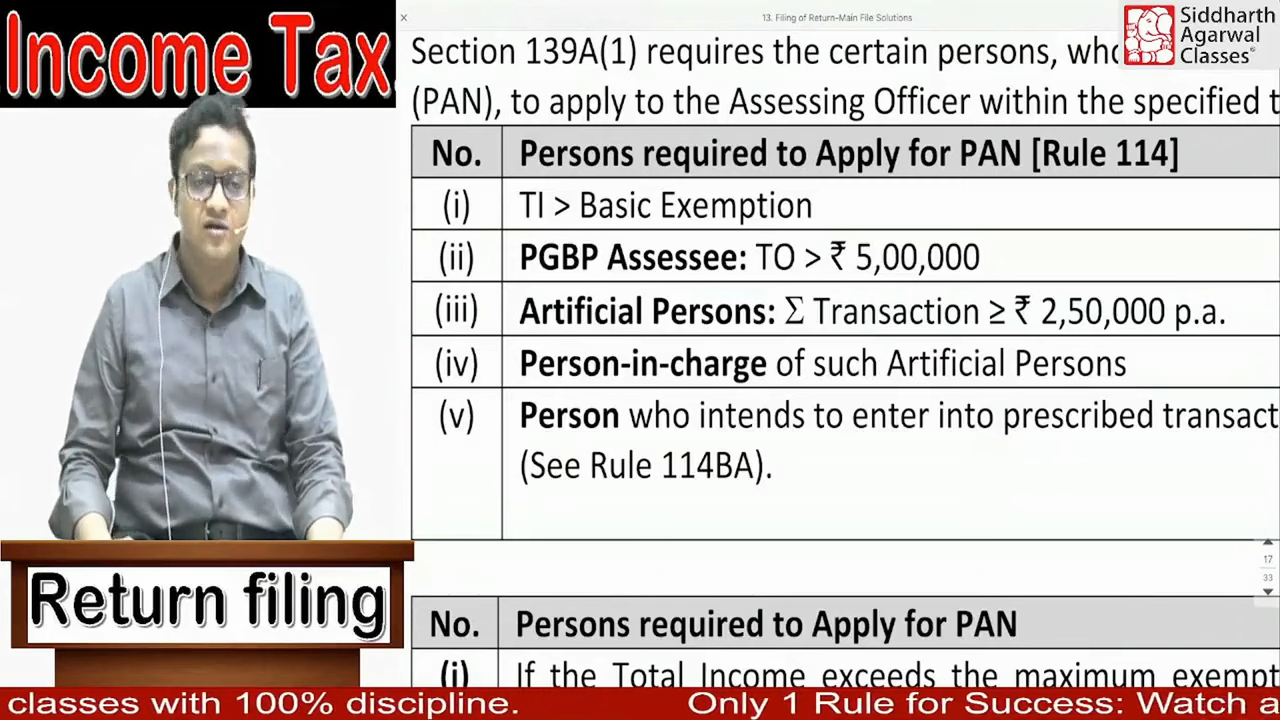 Income Tax
Return filing
13. Filing of Return-Main File Solutions
Siddharth
Agarwal
Classes
Section 139A(1) requires the certain persons,
(PAN), to apply to the Assessing Officer within the specified
No. Persons required to Apply for PAN [Rule 114]
(i) TI > Basic Exemption
(ii) PGBP Assessee: TO > ₹ 5,00,000
(iii) Artificial Persons: Σ Transaction ≥ ₹ 2,50,000 p.a.
(iv) Person-in-charge of such Artificial Persons
(v) Person who intends to enter into prescribed transact
(See Rule 114BA).
17
33
No. Persons required to Apply for PAN
(i) If the Total Income exceeds the maximum exempt
classes with 100% discipline. Only 1 Rule for Success: Watch a